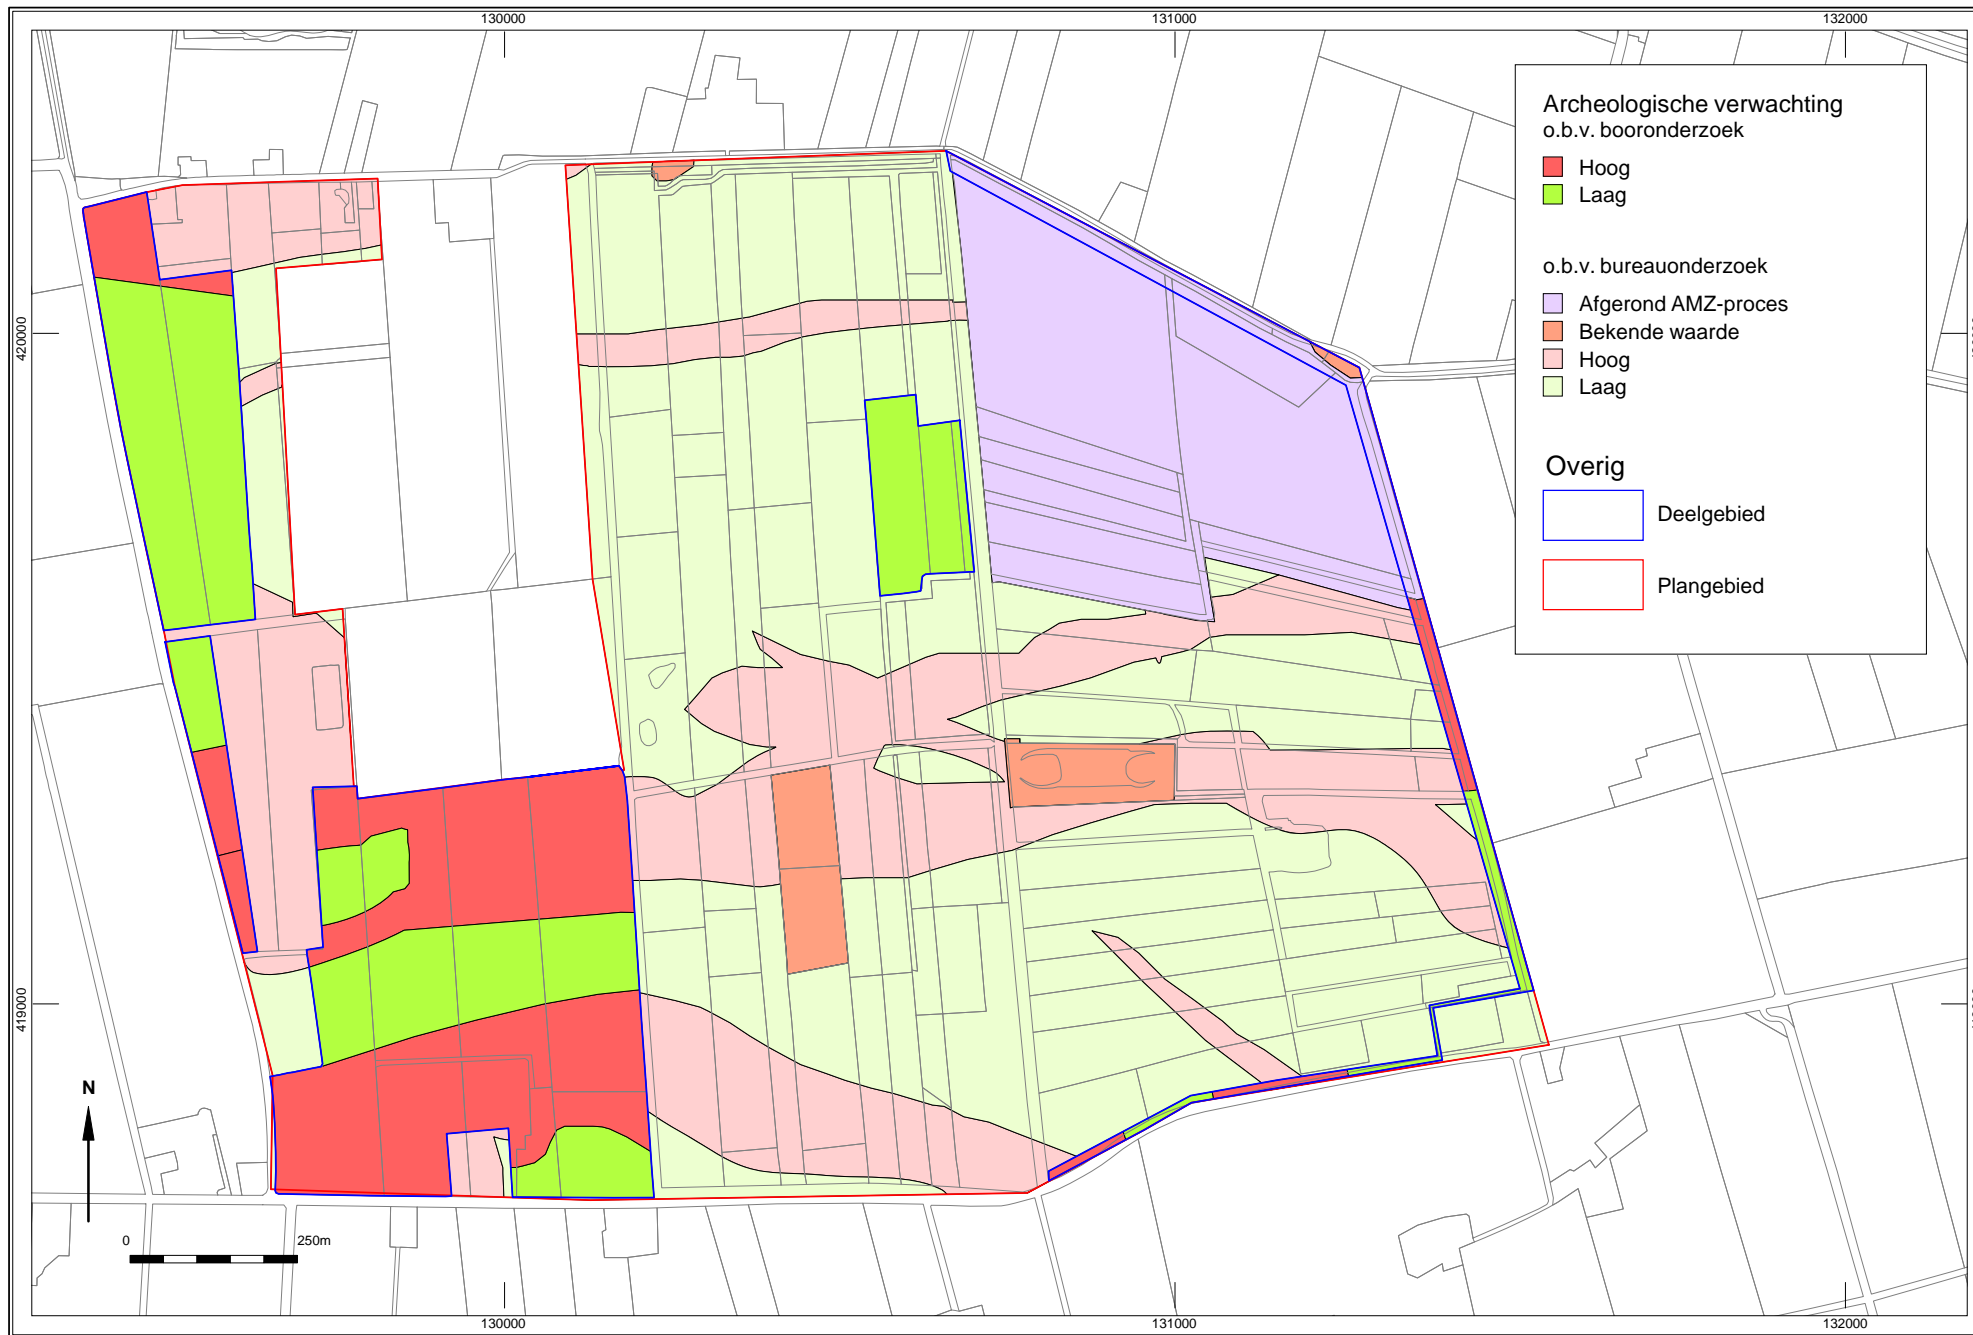 130000
131000
132000
Archeologische verwachting
o.b.v. booronderzoek
Hoog
Laag
o.b.v. bureauonderzoek
Afgerond AMZ-proces
Bekende waarde
Hoog
Laag
Overig
Deelgebied
Plangebied
420000
419000
N
0
250m
130000
131000
132000